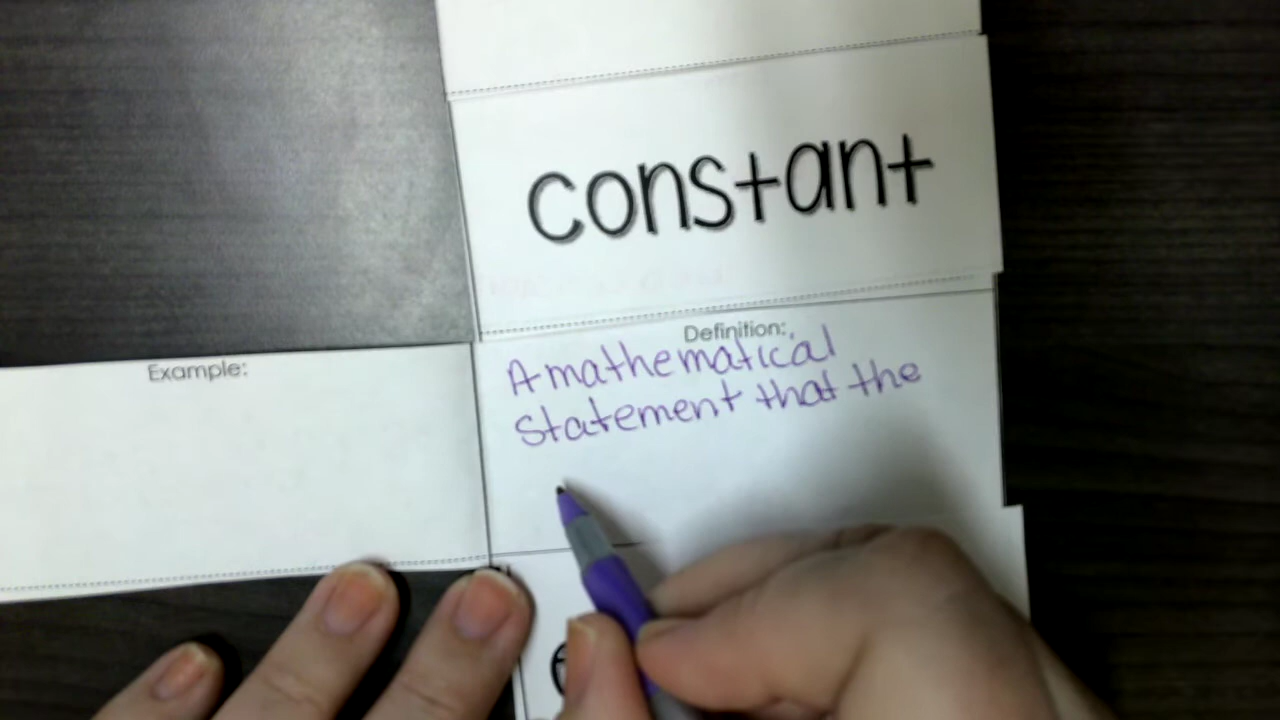 constant
Definition:
A mathematical
statement that the
Example: